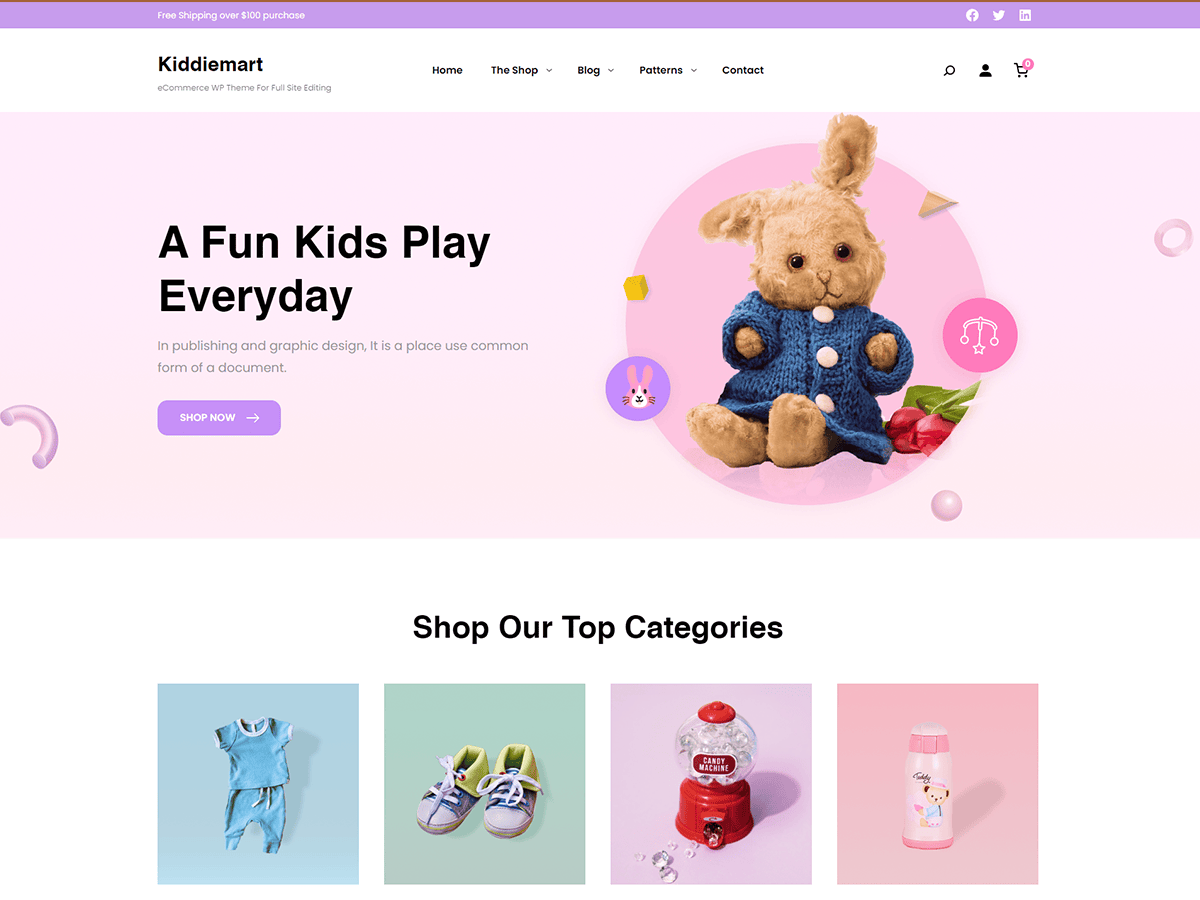 Free Shipping over $100 purchase
Kiddiemart
eCommerce WP Theme For Full Site Editing
Home The Shop Blog Patterns Contact
0
A Fun Kids Play
Everyday
In publishing and graphic design, It is a place use common
form of a document.
SHOP NOW
Shop Our Top Categories
CANDY
MACHINE
Teddy